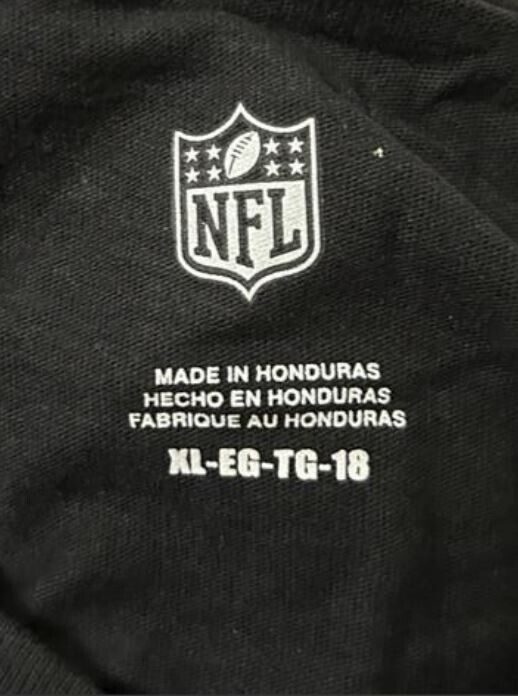 NFL
MADE IN HONDURAS
HECHO EN HONDURAS
FABRIQUE AU HONDURAS
XL-EG-TG-18